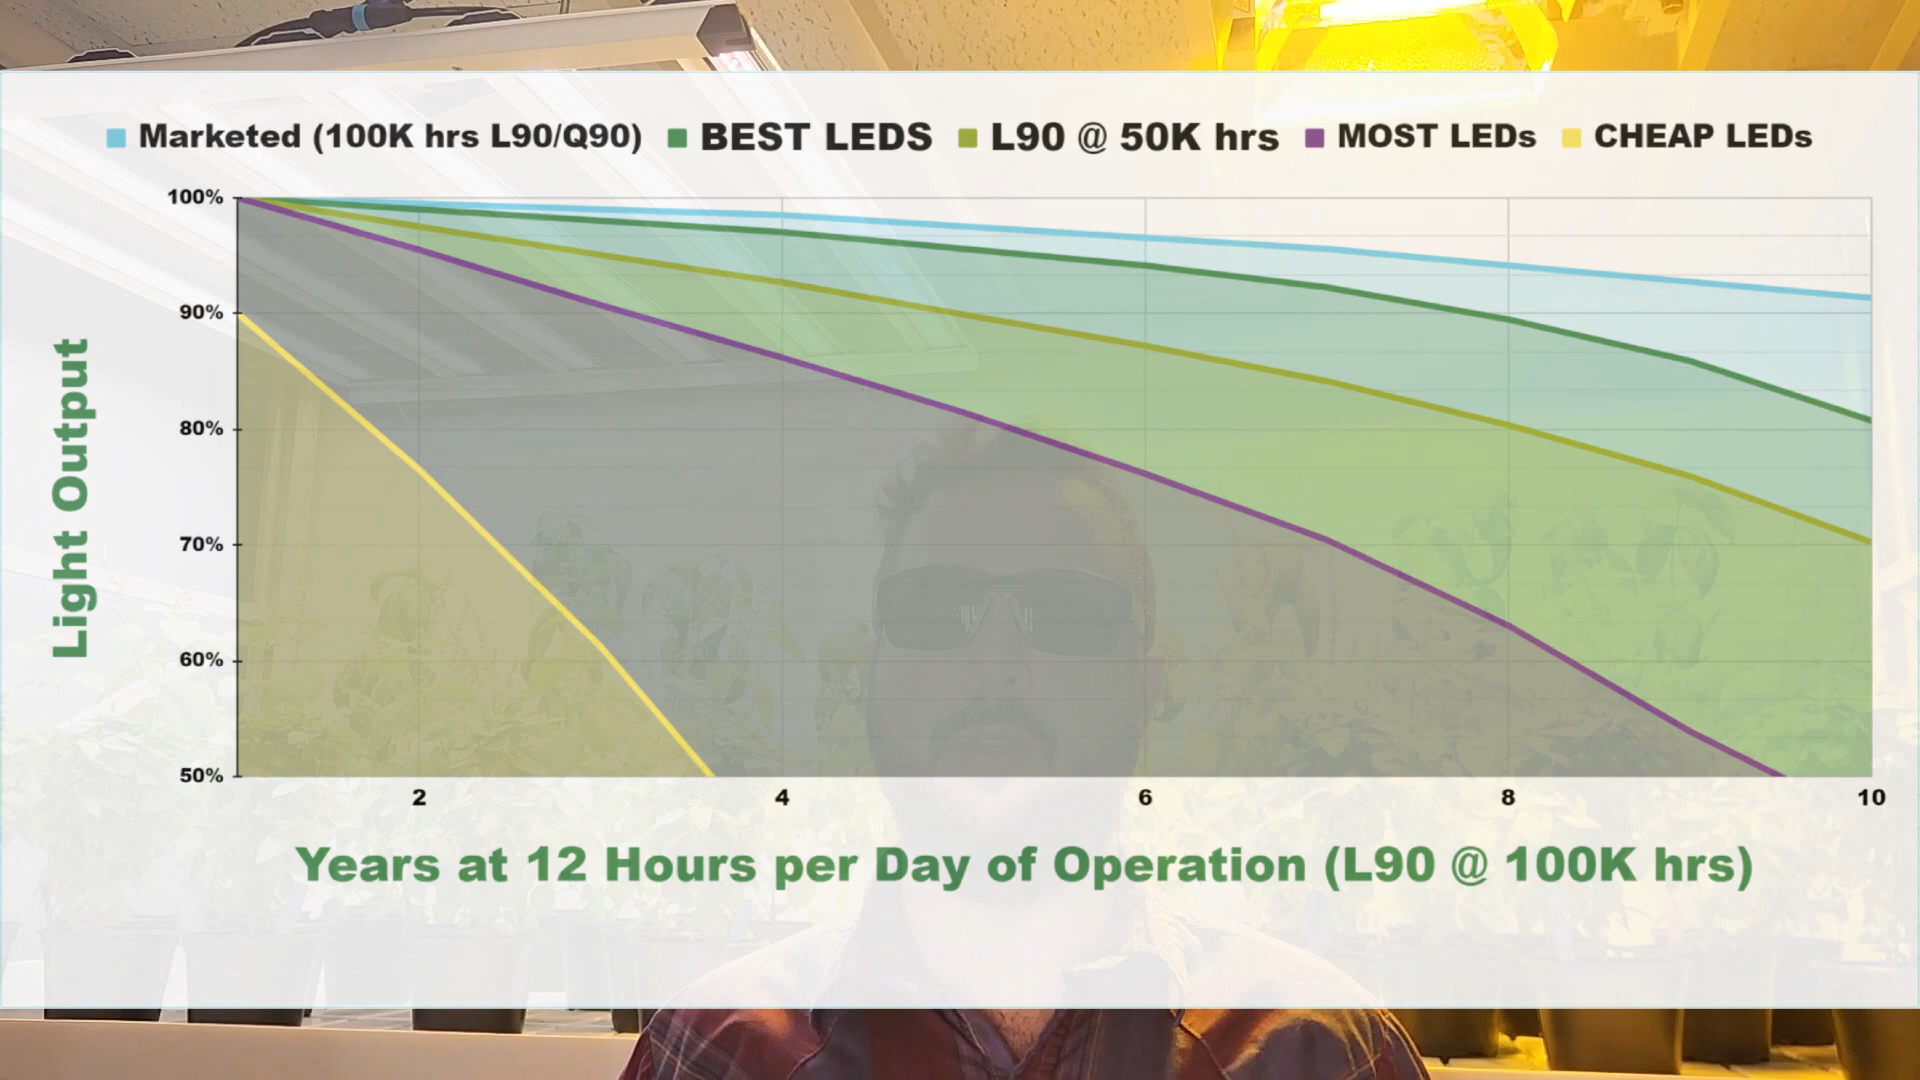 Marketed (100K hrs L90/Q90) BEST LEDS L90 @ 50K hrs MOST LEDs CHEAP LEDs
100%
90%
80%
70%
60%
50%
Light Output
2 4 6 8 10
Years at 12 Hours per Day of Operation (L90 @ 100K hrs)